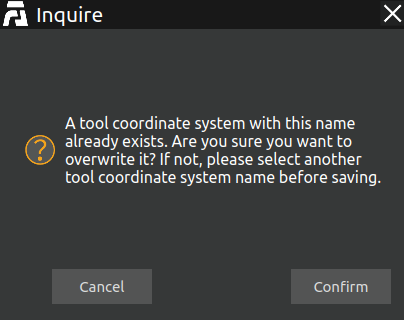 Inquire
A tool coordinate system with this name
already exists. Are you sure you want to
overwrite it? If not, please select another
tool coordinate system name before saving.
Cancel
Confirm